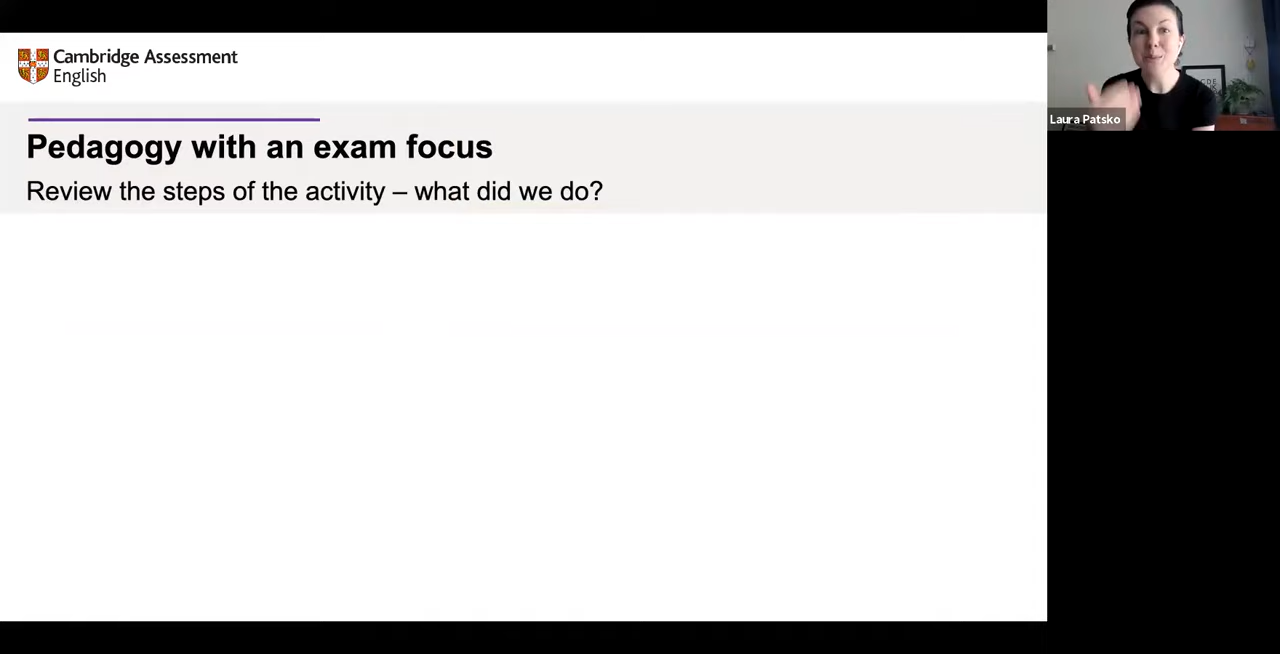 Cambridge Assessment
English
Pedagogy with an exam focus
Review the steps of the activity – what did we do?
Laura Patsko